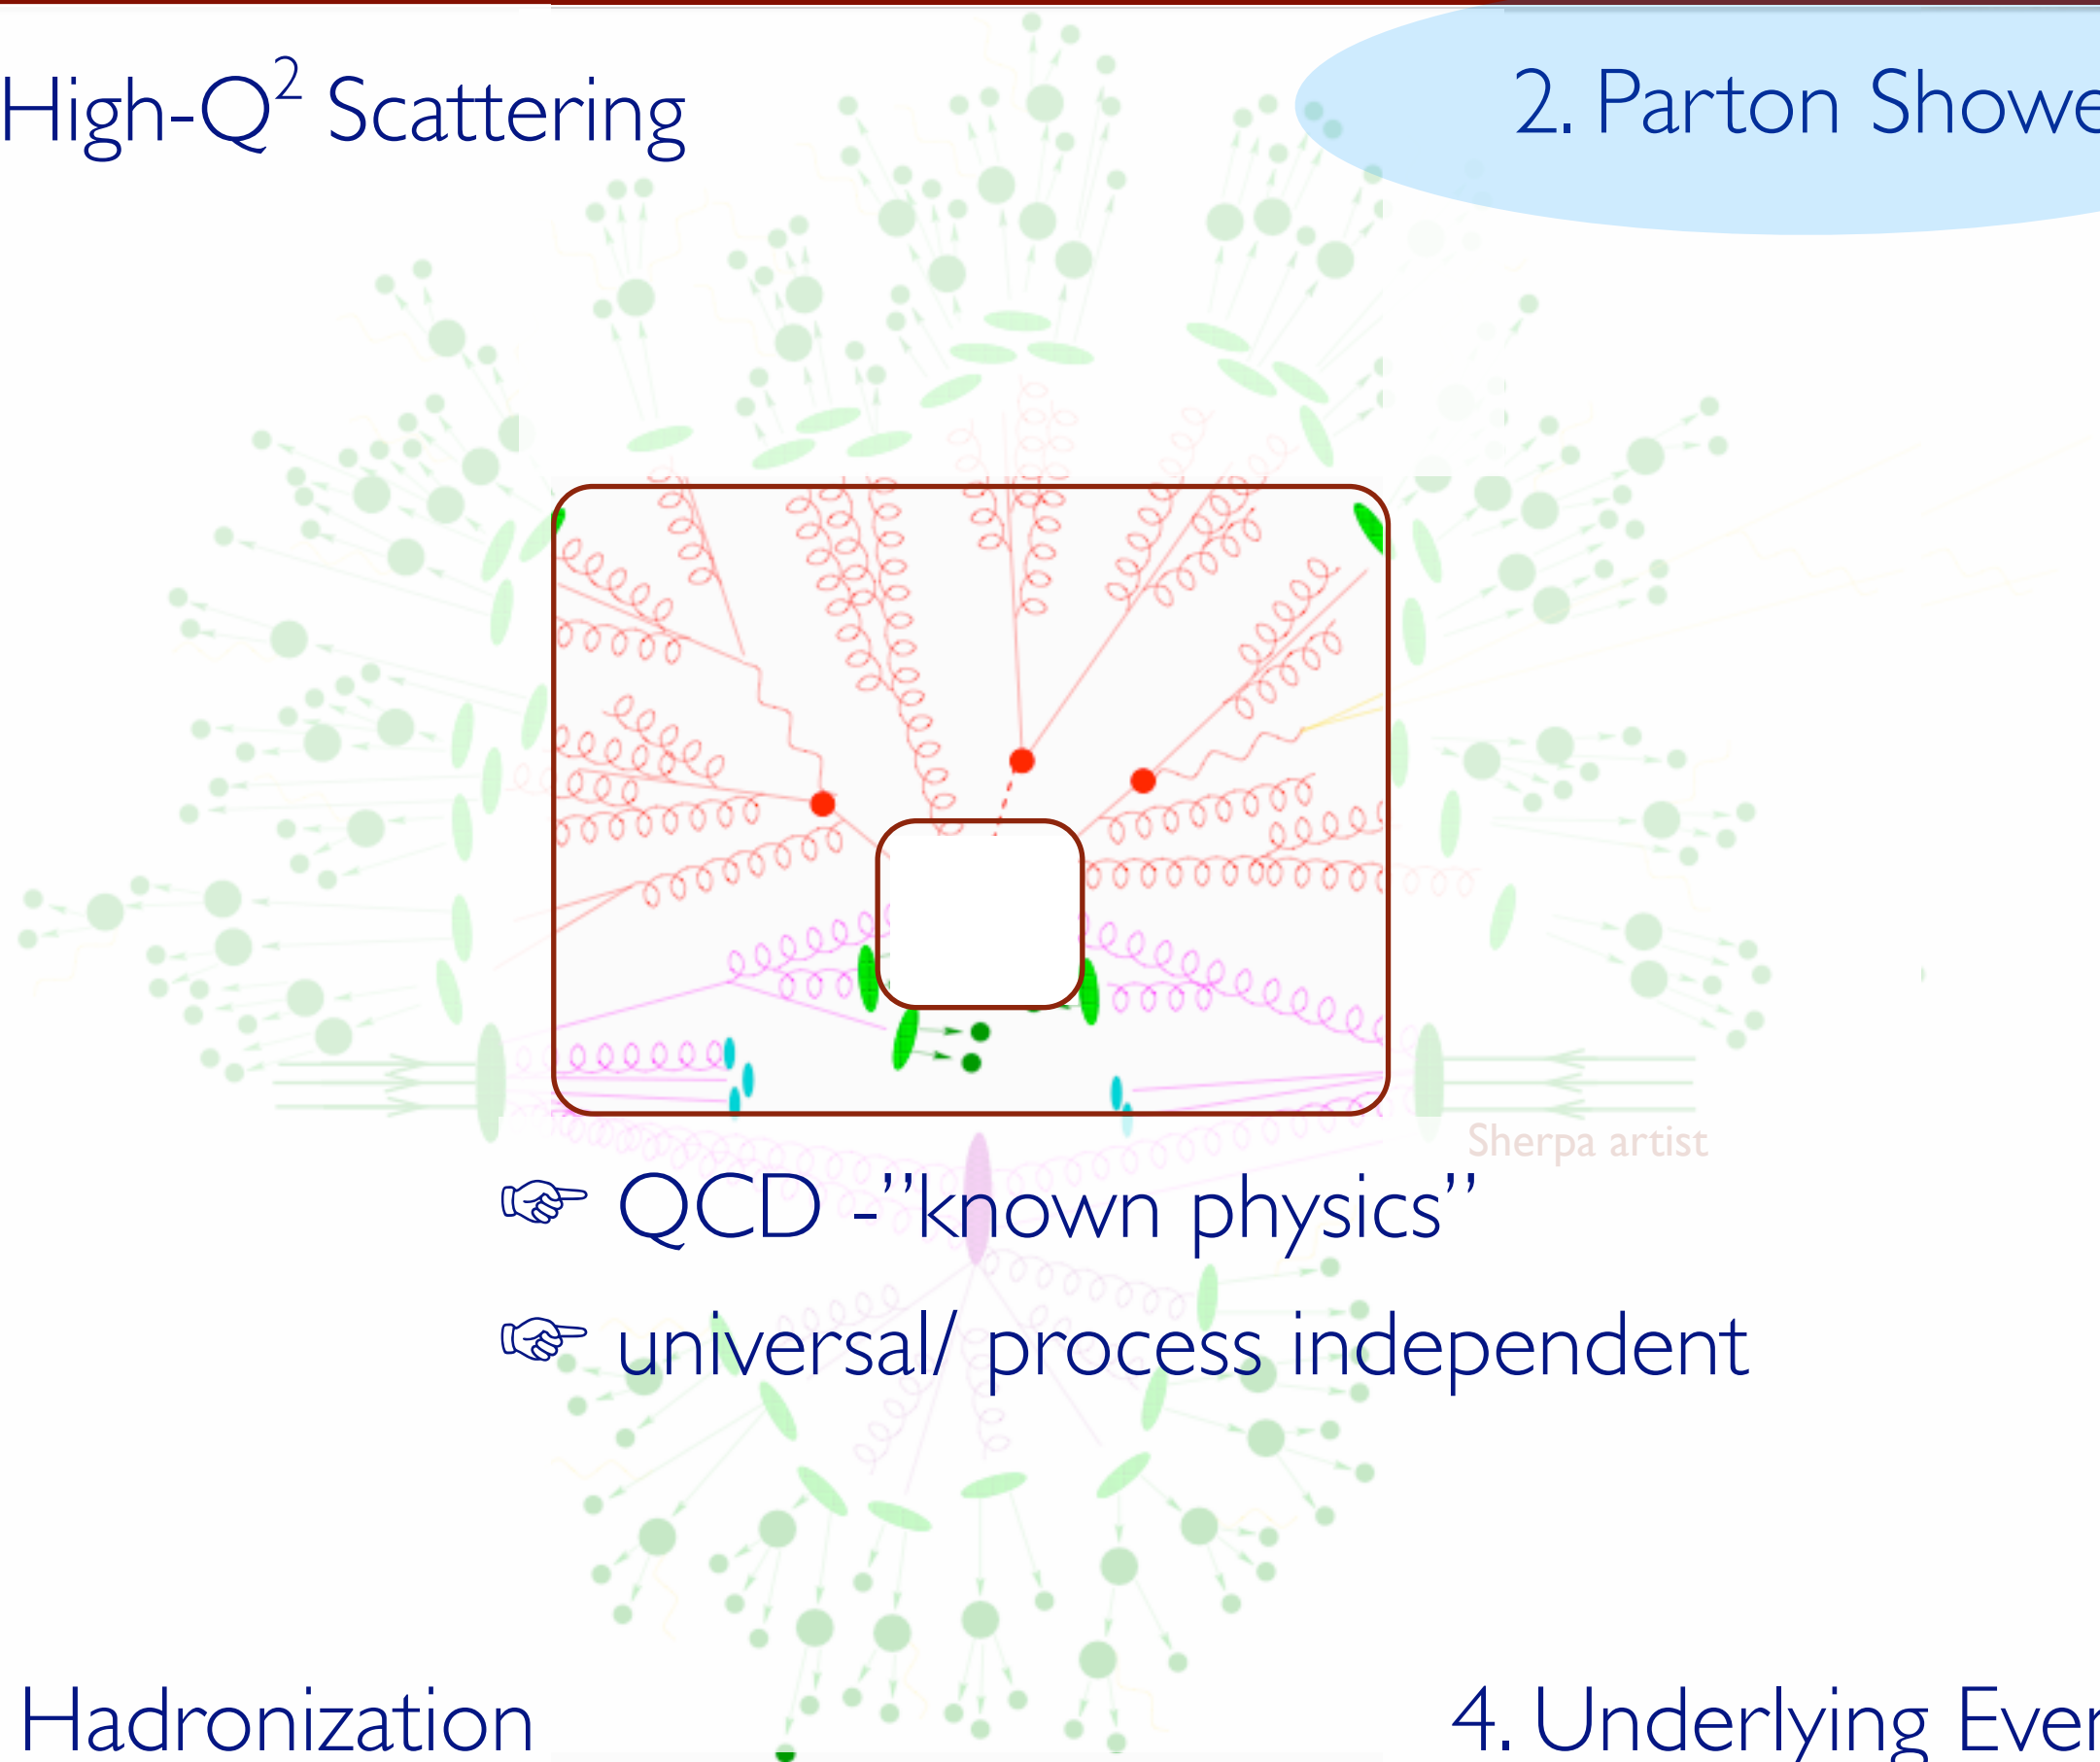 High-Q² Scattering
2. Parton Showe
Sherpa artist
☞ QCD -”known physics”
☞ universal/ process independent
Hadronization
4. Underlying Even